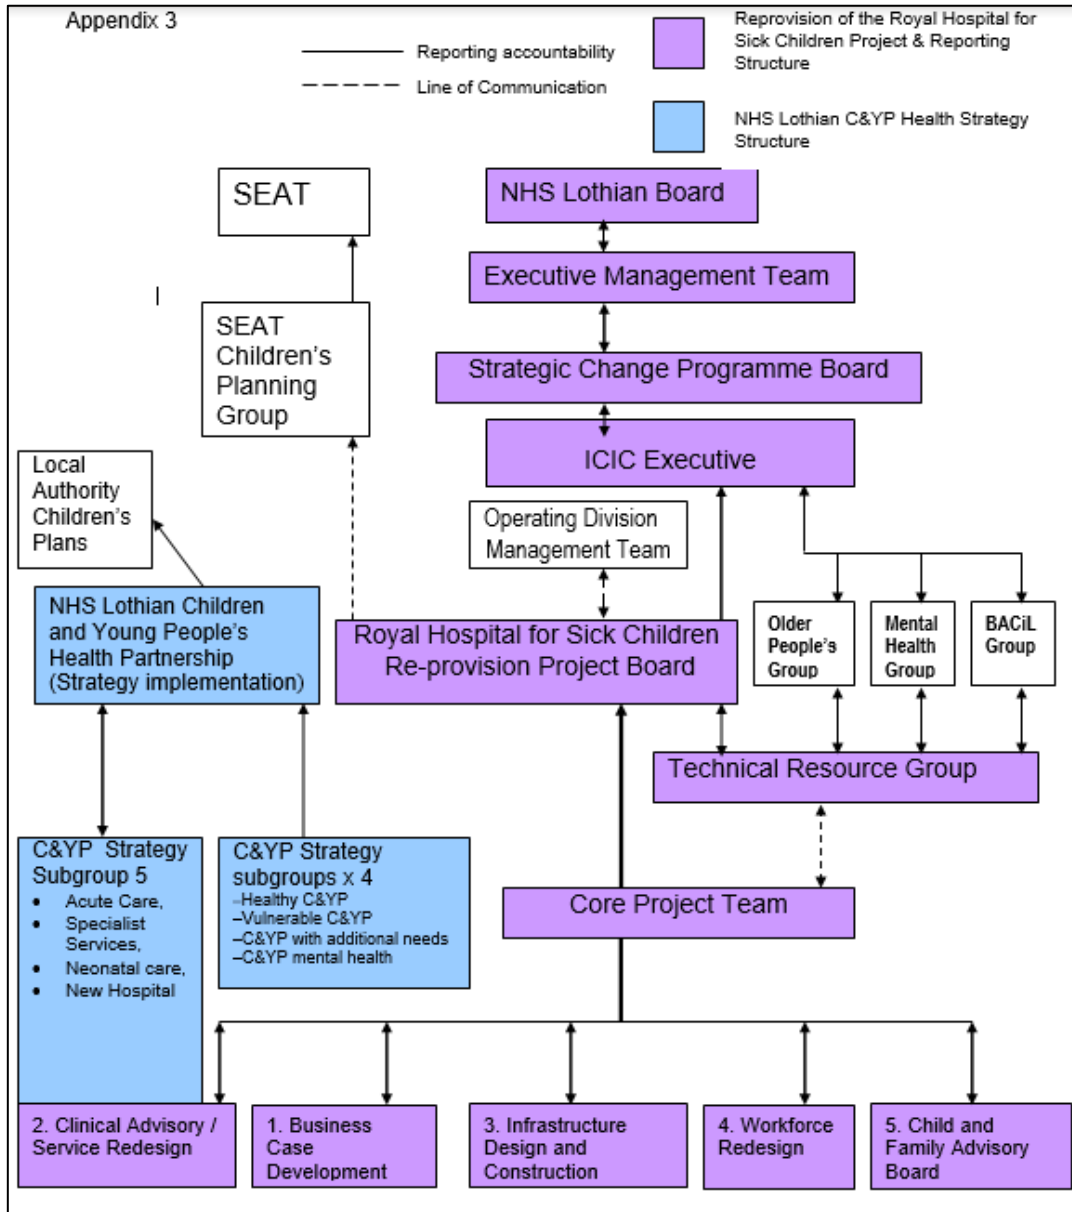 Appendix 3
Reporting accountability
Line of Communication
Reprovision of the Royal Hospital for
Sick Children Project & Reporting
Structure
NHS Lothian C&YP Health Strategy
Structure
SEAT
NHS Lothian Board
Executive Management Team
SEAT
Children's
Planning
Group
Strategic Change Programme Board
ICIC Executive
Local
Authority
Children's
Plans
Operating Division
Management Team
NHS Lothian Children
and Young People's
Health Partnership
(Strategy implementation)
Royal Hospital for Sick Children
Re-provision Project Board
Older
People's
Group
Mental
Health
Group
BACiL
Group
Technical Resource Group
C&YP Strategy
Subgroup 5
• Acute Care,
• Specialist
Services,
• Neonatal care,
• New Hospital
C&YP Strategy
subgroups x 4
–Healthy C&YP
–Vulnerable C&YP
–C&YP with additional needs
–C&YP mental health
Core Project Team
2. Clinical Advisory /
Service Redesign
1. Business
Case
Development
3. Infrastructure
Design and
Construction
4. Workforce
Redesign
5. Child and
Family Advisory
Board